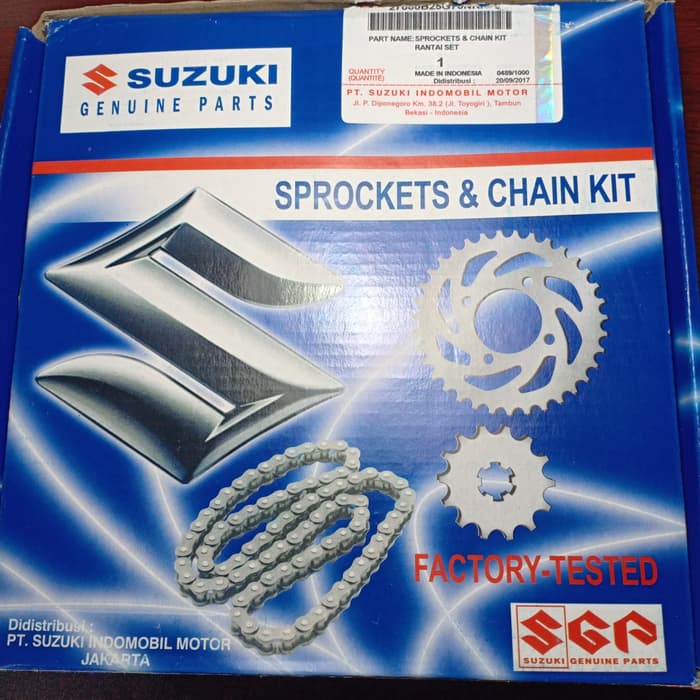 PART NAME:SPROCKETS & CHAIN KIT
RANTAI SET
1
QUANTITY
(QUANTITÉ)
MADE IN INDONESIA
0489/1000
Didistribusi :
20/09/2017
PT. SUZUKI INDOMOBIL MOTOR
Jl. P. Diponegoro Km. 38.2 (Jl. Toyogiri ), Tambun
Bekasi - Indonesia
SUZUKI
GENUINE PARTS
SPROCKETS & CHAIN KIT
FACTORY-TESTED
Didistribusi :
PT. SUZUKI INDOMOBIL MOTOR
JAKARTA
SGP
SUZUKI GENUINE PARTS